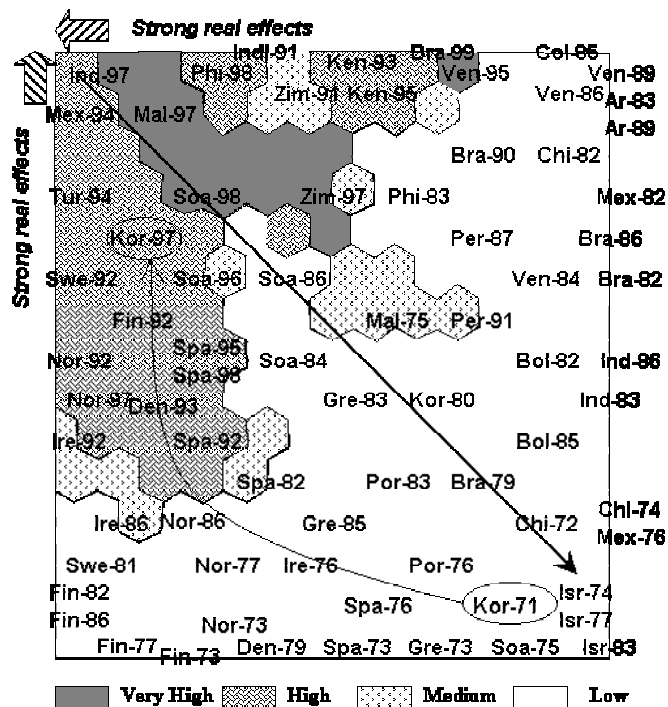 Strong real effects
Strong real effects
Indl-91 Bra-99 Col-85
Ind-97 Phi-98 Ken-93 Ven-95 Ven-89
Zim-91 Ken-95 Ven-86 Ar-83
Mex-94 Mal-97 Ar-89
Bra-90 Chi-82
Tur-94 Soa-98 Zim-97 Phi-83 Mex-82
Kor-97 Per-87 Bra-86
Swe-92 Soa-96 Soa-86 Ven-84 Bra-82
Fin-92 Mal-75 Per-91
Spa-95
Nor-92 Soa-84 Bol-82 Ind-86
Spa-98
Den-93 Gre-83 Kor-80 Ind-83
Ire-92 Spa-92 Bol-85
Spa-82 Por-83 Bra-79
Chi-74
Ire-86 Nor-86 Gre-85 Chi-72
Mex-76
Swe-81 Nor-77 Ire-76 Por-76
Fin-82 Isr-74
Spa-76 Kor-71
Fin-86 Nor-73 Isr-77
Fin-77 Fin-73 Den-79 Spa-73 Gre-73 Soa-75 Isr-83
Very High High Medium Low